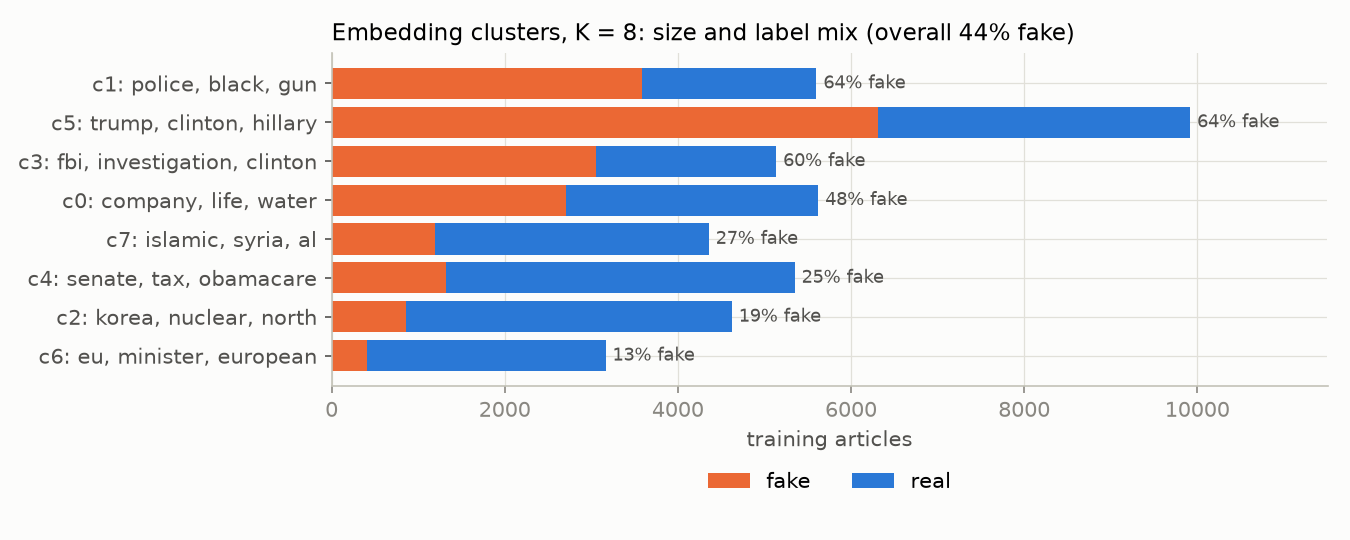 Embedding clusters, K = 8: size and label mix (overall 44% fake)
c1: police, black, gun 64% fake
c5: trump, clinton, hillary 64% fake
c3: fbi, investigation, clinton 60% fake
c0: company, life, water 48% fake
c7: islamic, syria, al 27% fake
c4: senate, tax, obamacare 25% fake
c2: korea, nuclear, north 19% fake
c6: eu, minister, european 13% fake
0 2000 4000 6000 8000 10000
training articles
fake real